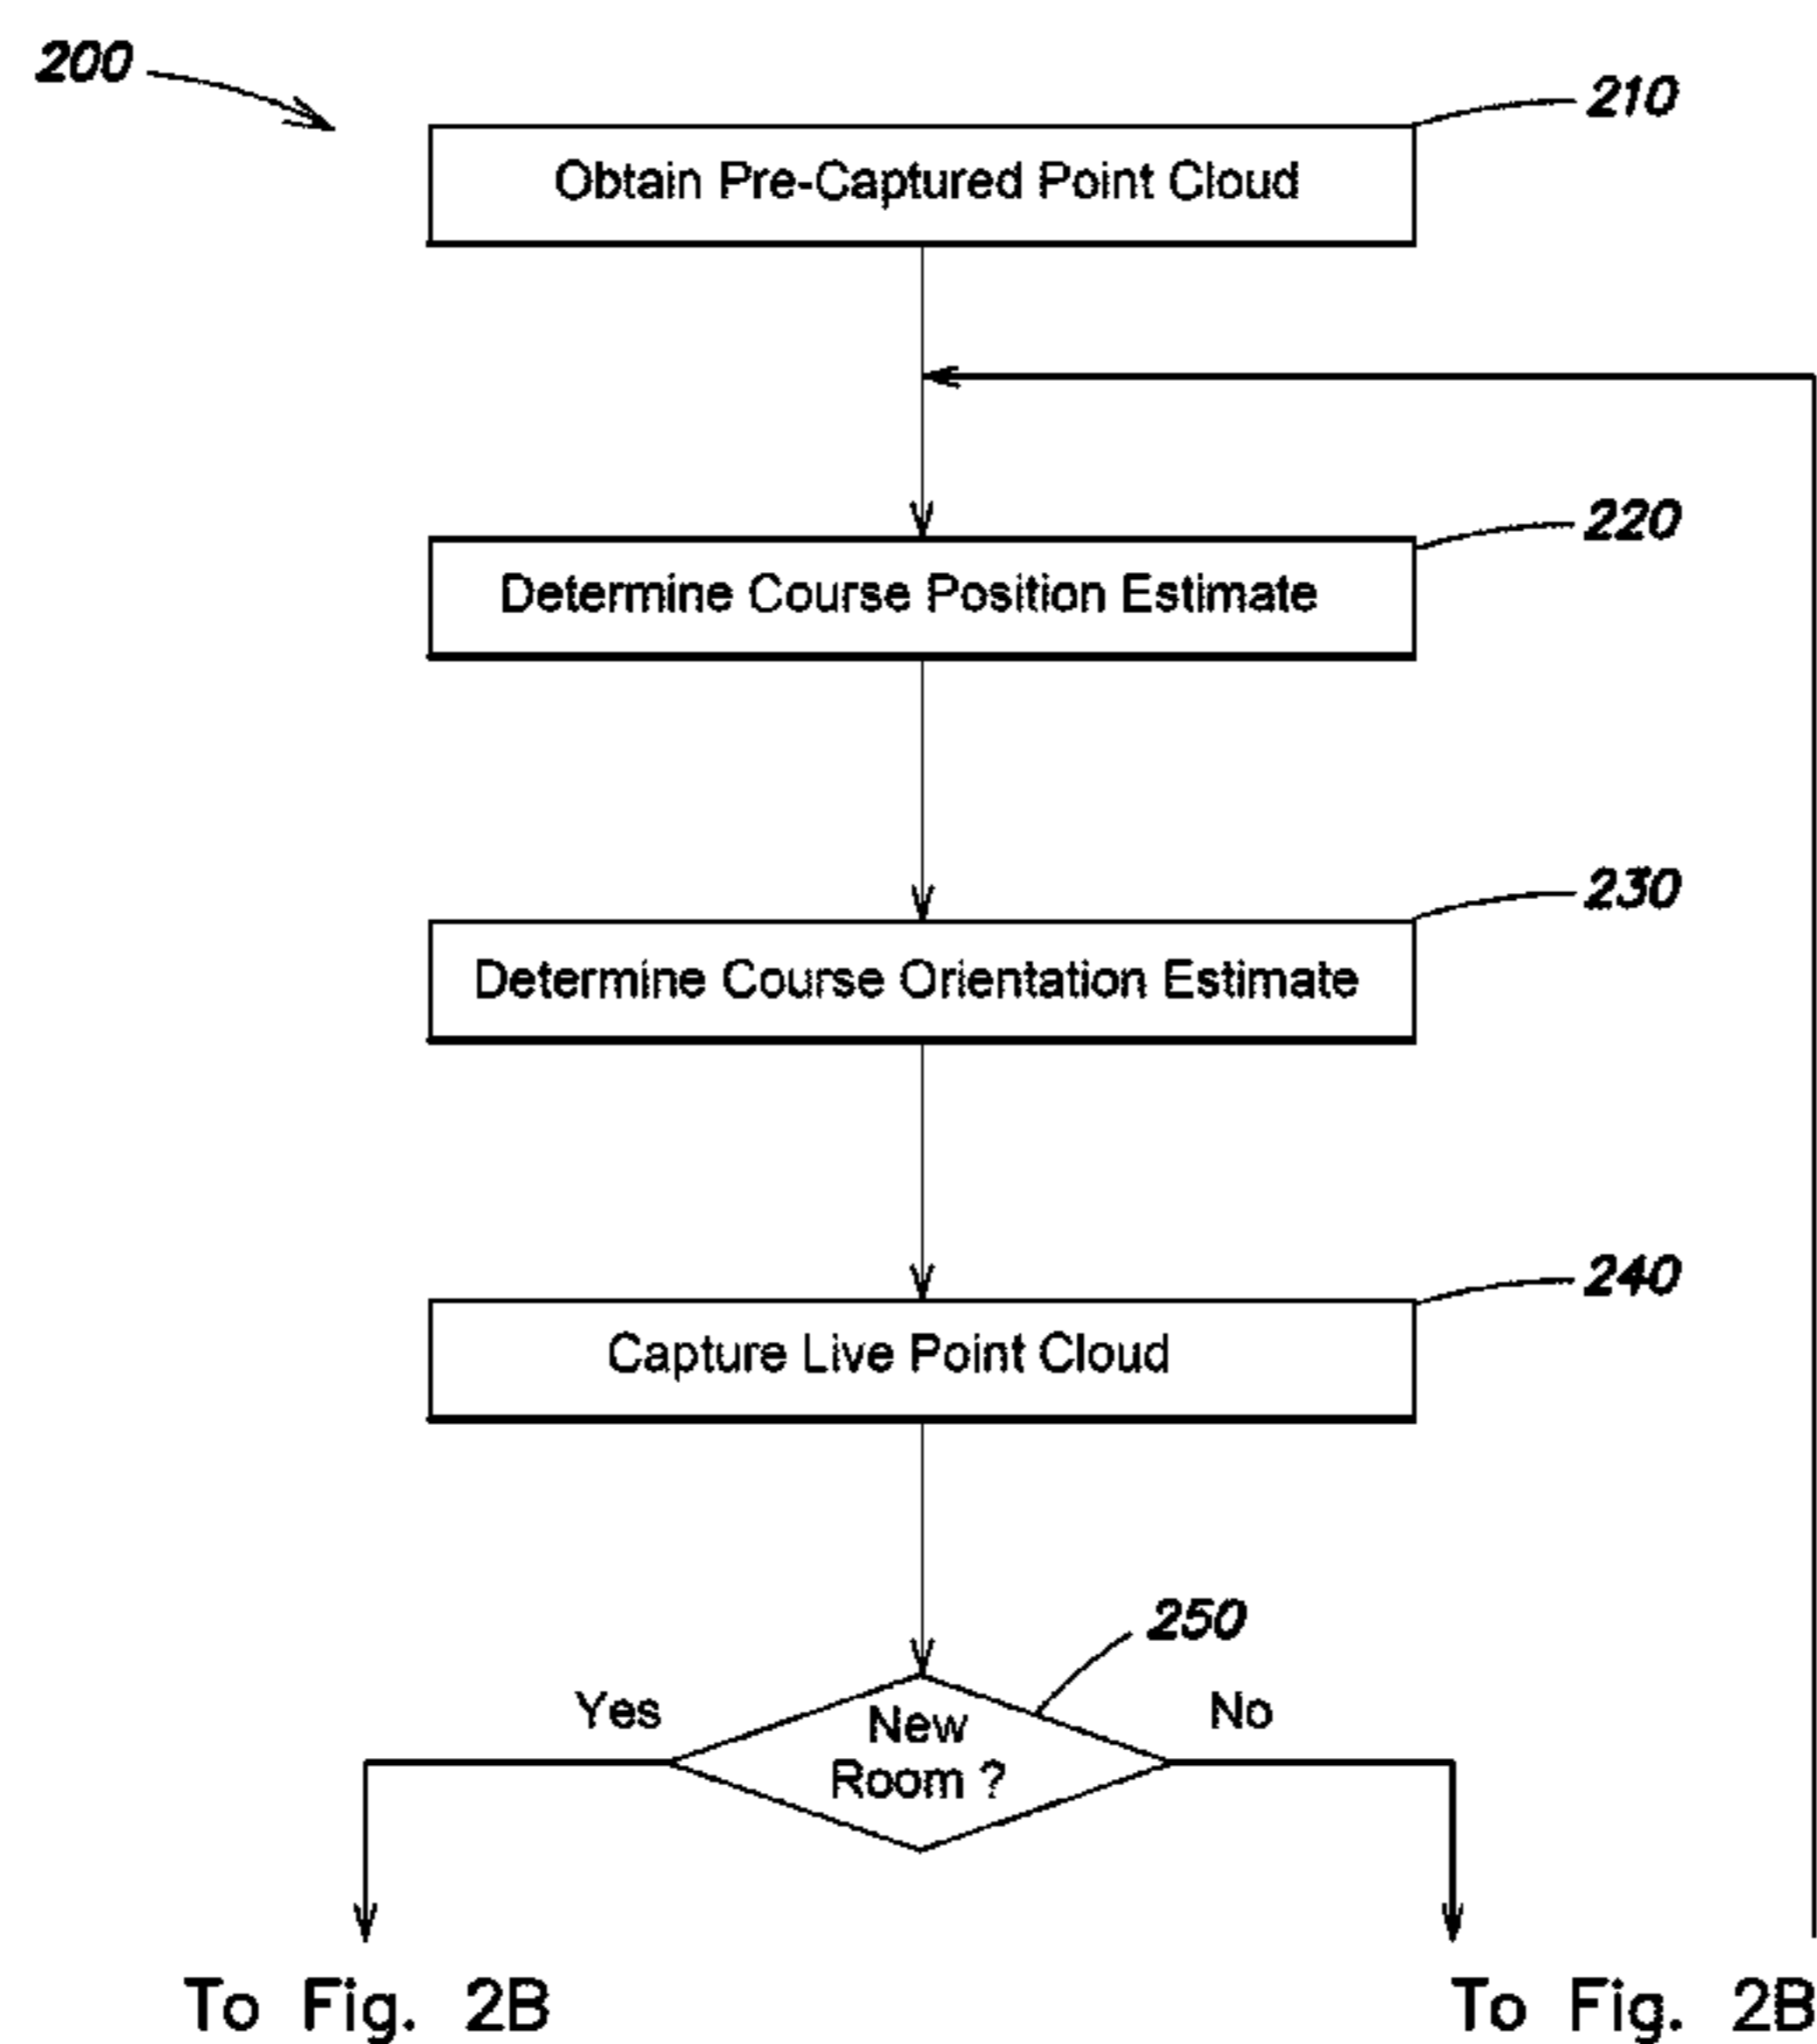 200
210
Obtain Pre-Captured Point Cloud
220
Determine Course Position Estimate
230
Determine Course Orientation Estimate
240
Capture Live Point Cloud
250
Yes
New
Room ?
No
To Fig. 2B
To Fig. 2B